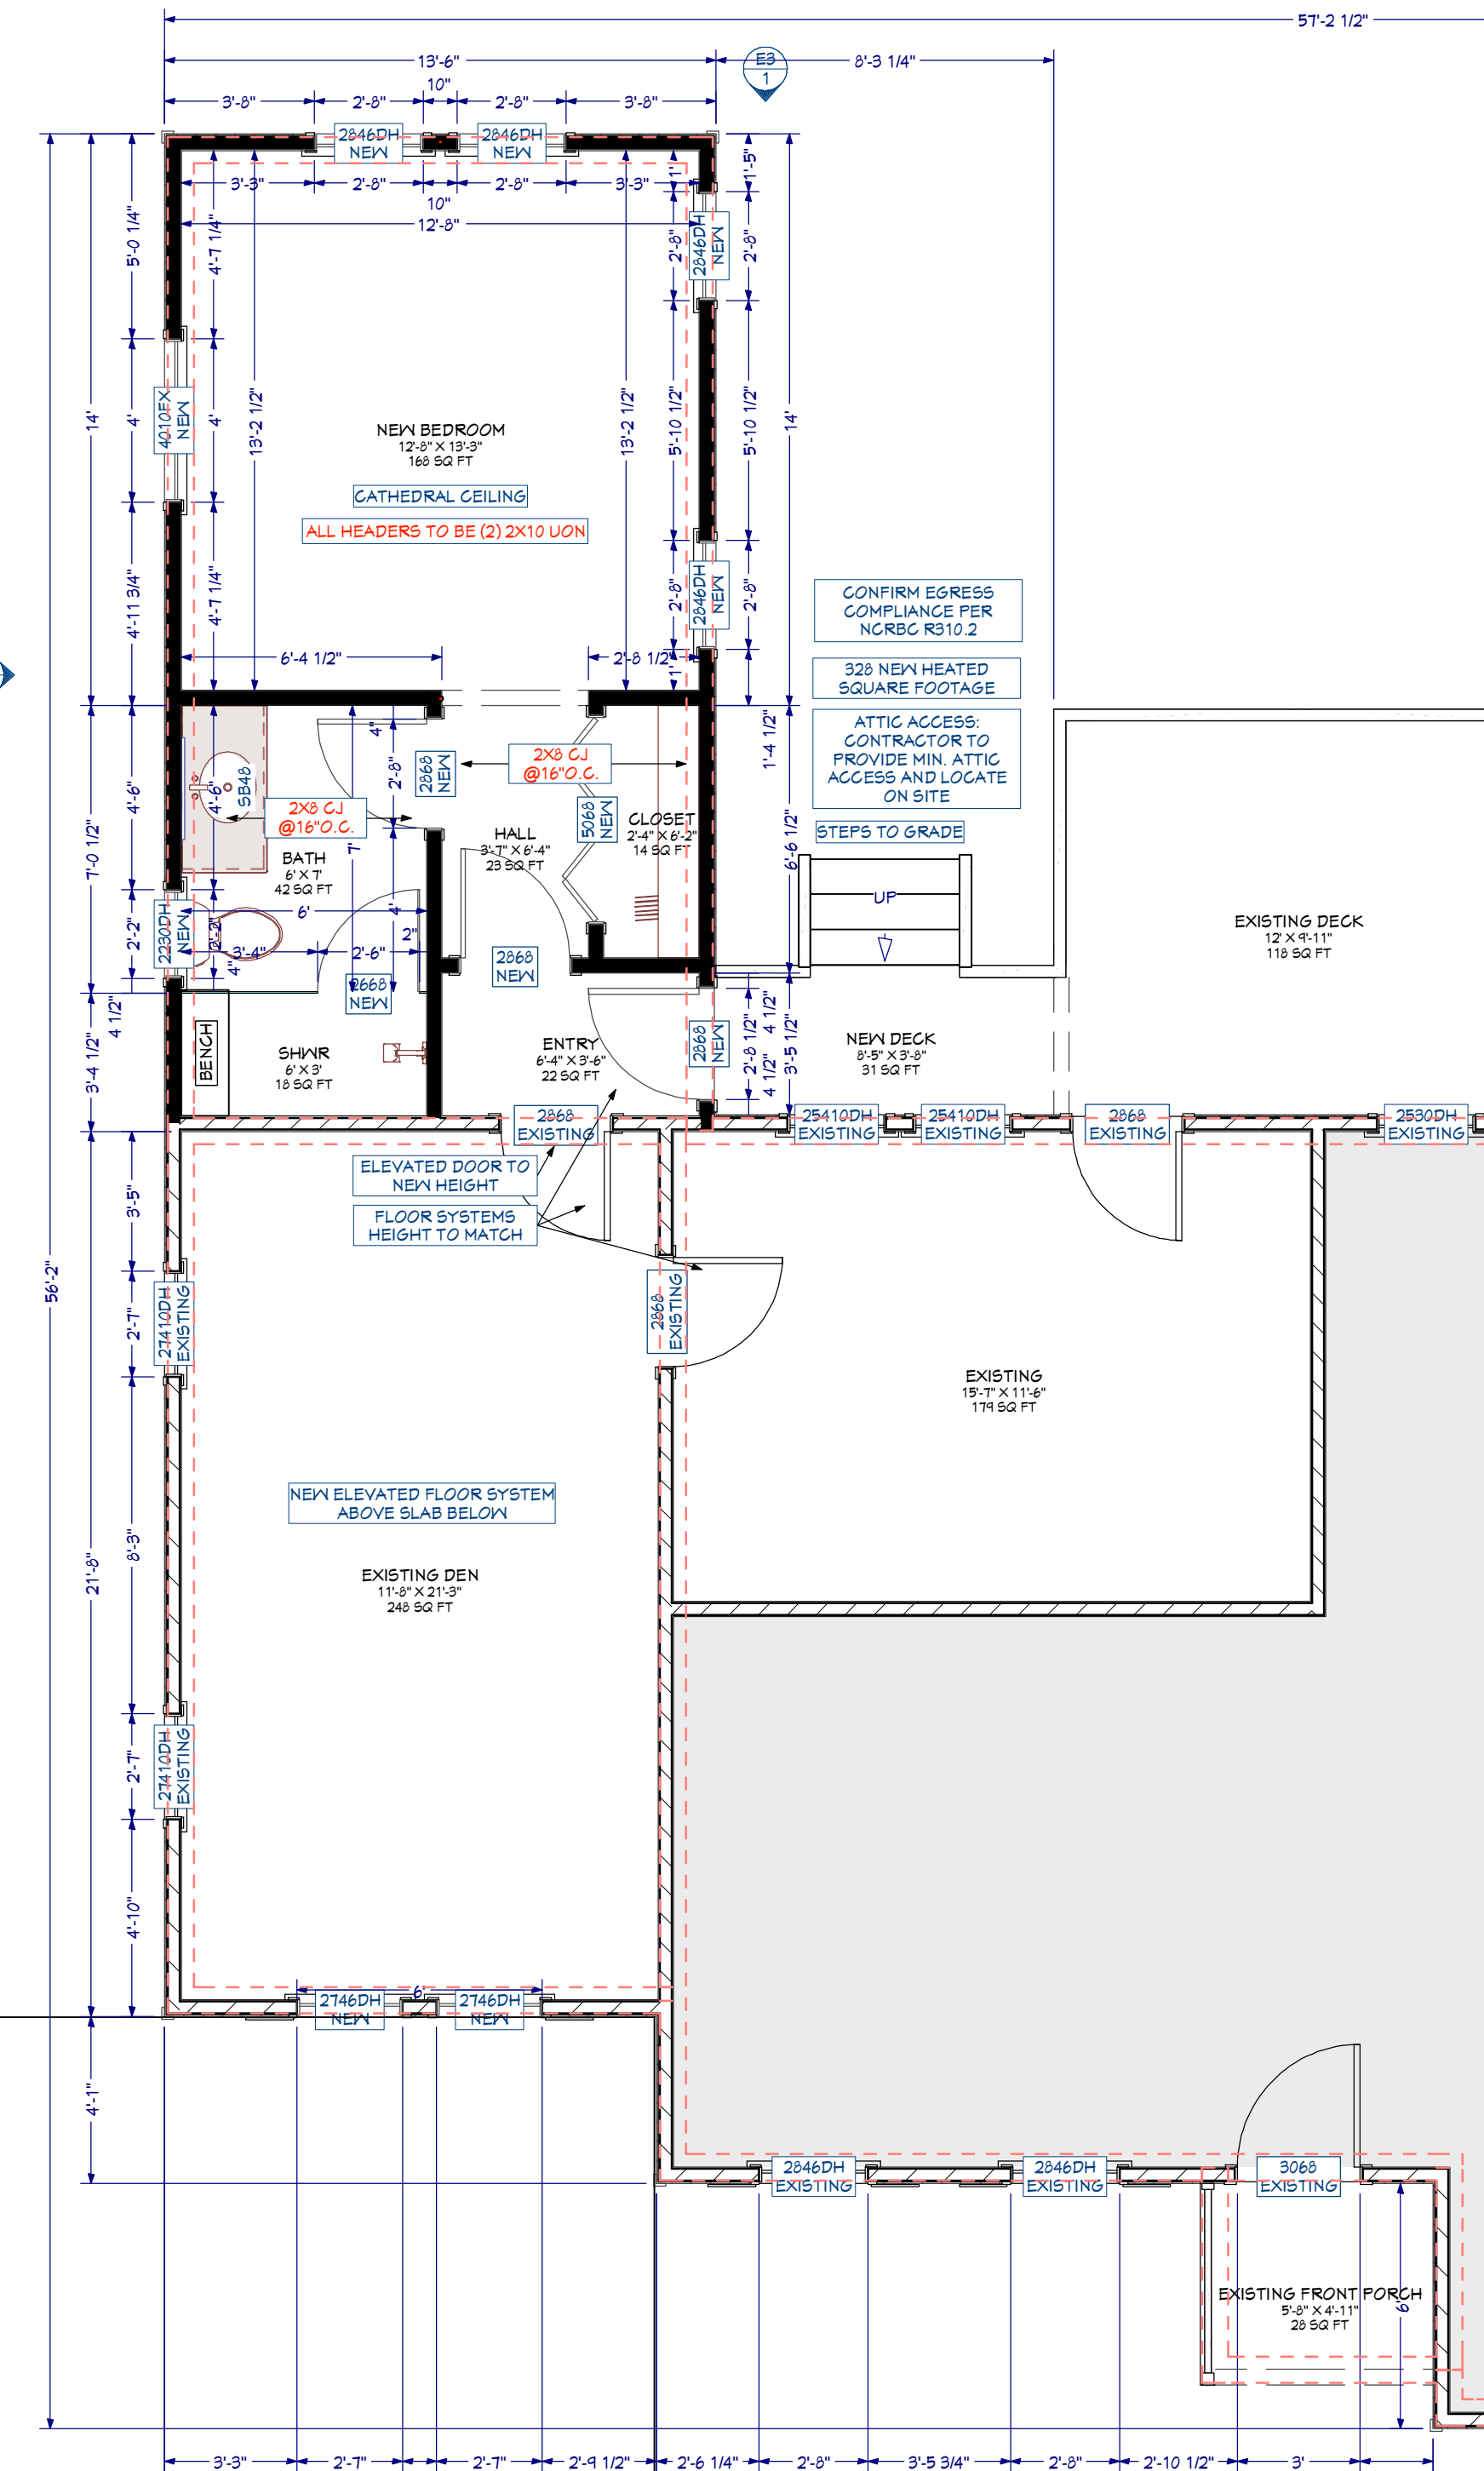 57'-2 1/2"
13'-6"
E3
1
8'-3 1/4"
10"
3'-8"
2'-8"
2'-8"
3'-8"
2846DH
NEW
2846DH
NEW
3'-3"
2'-8"
2'-8"
3'-3"
10"
12'-8"
1'
1'-5"
5'-0 1/4"
4'-7 1/4"
2'-8"
2846DH
NEW
2'-8"
14'
4'
4010FX
NEW
4'
13'-2 1/2"
13'-2 1/2"
5'-10 1/2"
5'-10 1/2"
14'
NEW BEDROOM
12'-8" X 13'-3"
168 SQ FT
CATHEDRAL CEILING
ALL HEADERS TO BE (2) 2X10 UON
4'-11 3/4"
4'-7 1/4"
2'-8"
2846DH
NEW
2'-8"
6'-4 1/2"
2'-8 1/2"
1'
CONFIRM EGRESS
COMPLIANCE PER
NCRBC R310.2
328 NEW HEATED
SQUARE FOOTAGE
ATTIC ACCESS:
CONTRACTOR TO
PROVIDE MIN. ATTIC
ACCESS AND LOCATE
ON SITE
STEPS TO GRADE
1'-4 1/2"
4"
2'-8"
2868
NEW
2X8 CJ
@16"O.C.
7'-0 1/2"
4'-6"
4'-6"
SB48
2X8 CJ
@16"O.C.
7'
5068
NEW
HALL
3'-7" X 6'-4"
23 SQ FT
CLOSET
2'-4" X 6'-2"
14 SQ FT
6'-6 1/2"
BATH
6' X 7'
42 SQ FT
UP
EXISTING DECK
12' X 9'-11"
118 SQ FT
2'-2"
2230DH
NEW
2'-2"
6'
4'
3'-4"
2'-6"
2"
4"
2668
NEW
2868
NEW
4 1/2"
3'-4 1/2"
BENCH
SHWR
6' X 3'
18 SQ FT
ENTRY
6'-4" X 3'-6"
22 SQ FT
2868
NEW
2'-8 1/2"
4 1/2"
4 1/2"
3'-5 1/2"
NEW DECK
8'-5" X 3'-8"
31 SQ FT
2868
EXISTING
25410DH
EXISTING
25410DH
EXISTING
2868
EXISTING
2530DH
EXISTING
ELEVATED DOOR TO
NEW HEIGHT
FLOOR SYSTEMS
HEIGHT TO MATCH
3'-5"
56'-2"
2'-7"
27410DH
EXISTING
2868
EXISTING
EXISTING
15'-7" X 11'-6"
179 SQ FT
NEW ELEVATED FLOOR SYSTEM
ABOVE SLAB BELOW
21'-8"
8'-3"
EXISTING DEN
11'-8" X 21'-3"
248 SQ FT
2'-7"
27410DH
EXISTING
4'-10"
6'
2746DH
NEW
2746DH
NEW
4'-1"
2846DH
EXISTING
2846DH
EXISTING
3068
EXISTING
EXISTING FRONT PORCH
5'-8" X 4'-11"
28 SQ FT
6'
3'-3"
2'-7"
2'-7"
2'-9 1/2"
2'-6 1/4"
2'-8"
3'-5 3/4"
2'-8"
2'-10 1/2"
3'